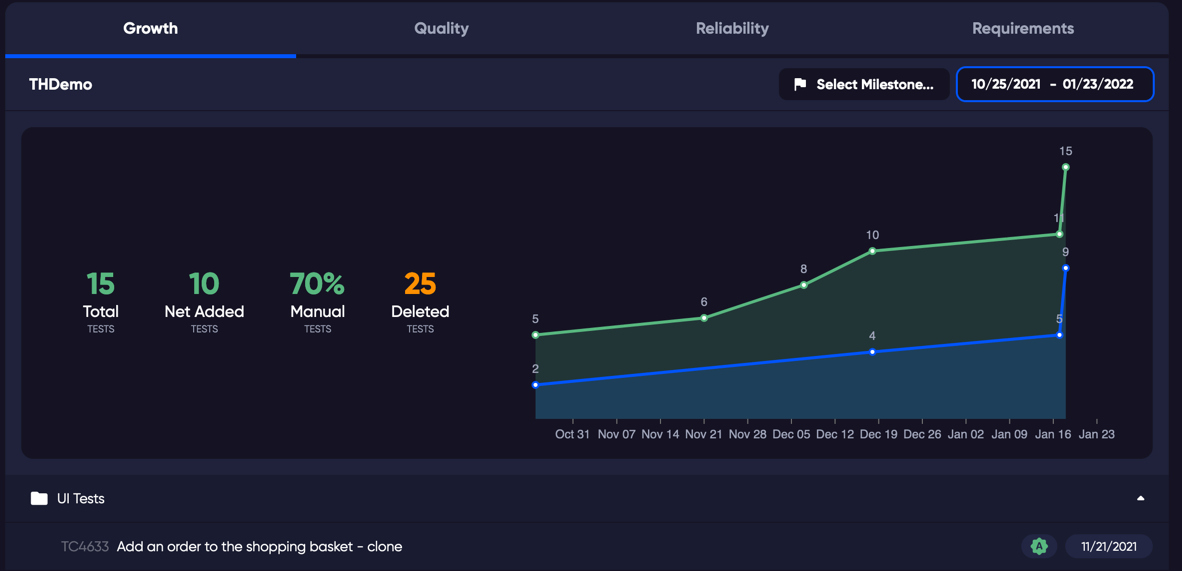 Growth Quality Reliability Requirements
THDemo Select Milestone... 10/25/2021 - 01/23/2022
15
11
10
9
8
6
5 5
4
2
15 10 70% 25
Total Net Added Manual Deleted
TESTS TESTS TESTS TESTS
Oct 31 Nov 07 Nov 14 Nov 21 Nov 28 Dec 05 Dec 12 Dec 19 Dec 26 Jan 02 Jan 09 Jan 16 Jan 23
UI Tests
TC4633 Add an order to the shopping basket - clone A 11/21/2021